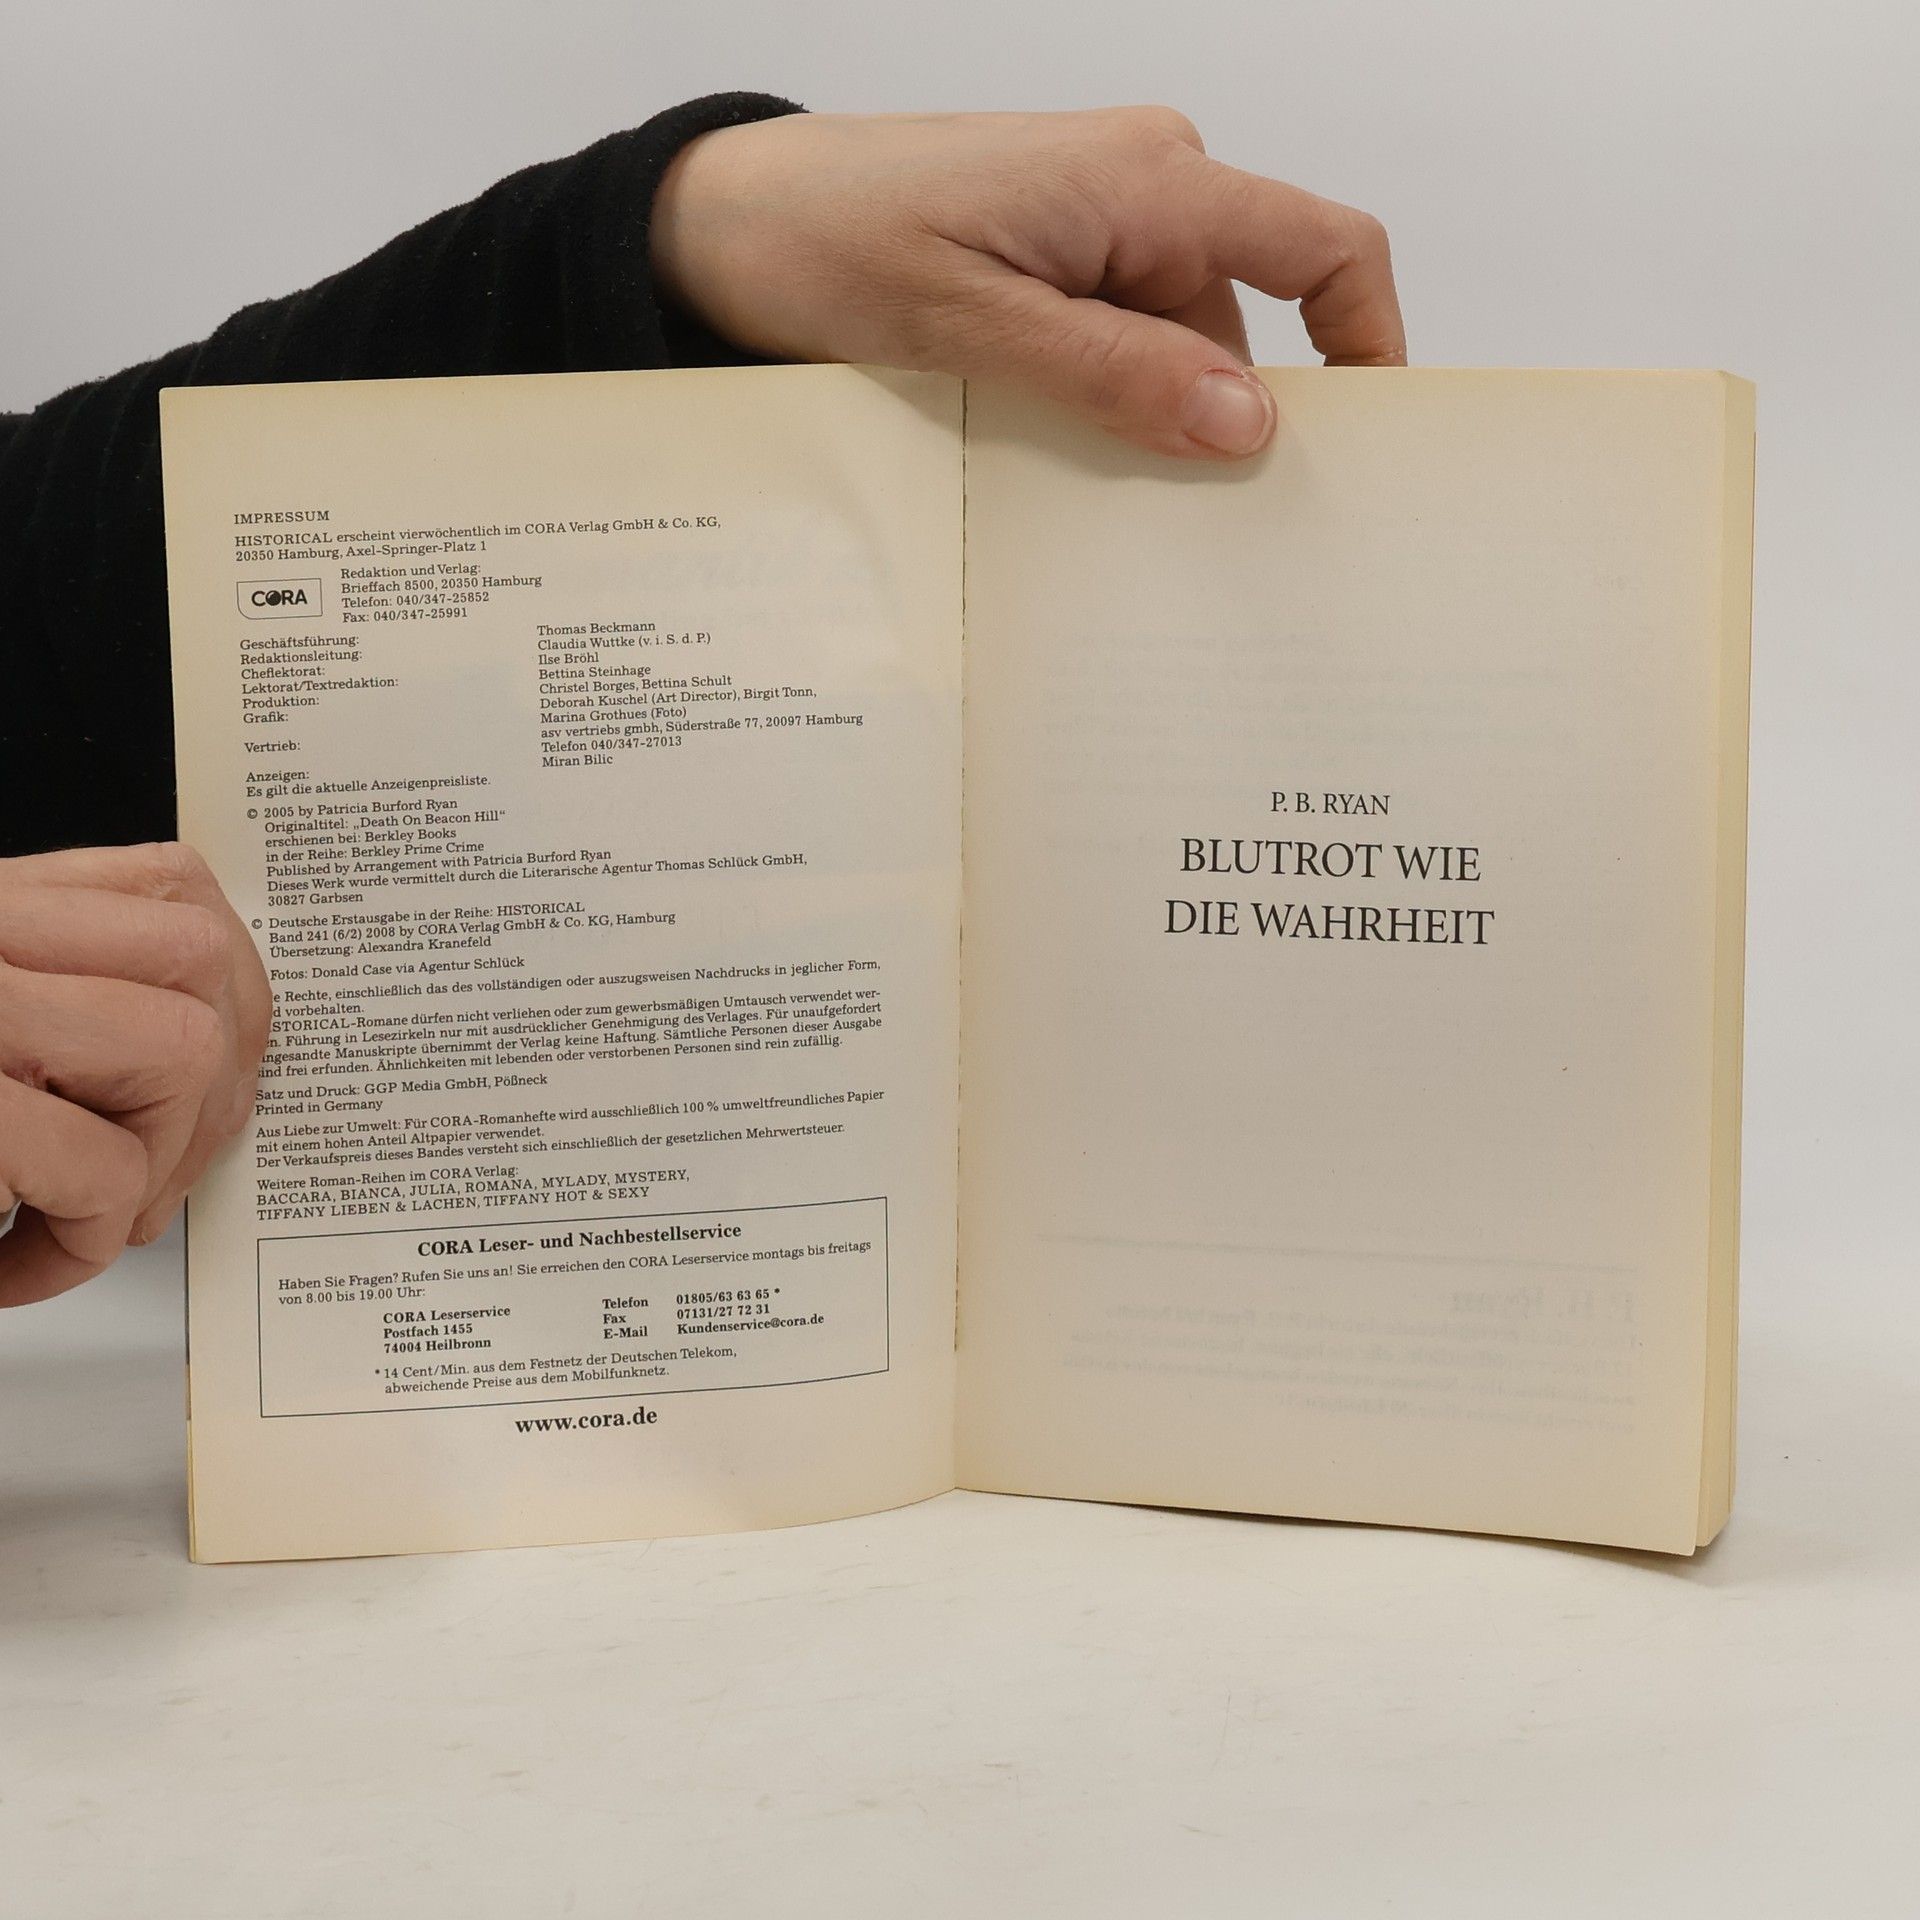 IMPRESSUM
HISTORICAL erscheint vierwöchentlich im CORA Verlag GmbH & Co. KG,
20350 Hamburg, Axel-Springer-Platz 1
CORA
Redaktion und Verlag:
Brieffach 8500, 20350 Hamburg
Telefon: 040/347-25852
Fax: 040/347-25991
Geschäftsführung:
Redaktionsleitung:
Cheflektorat:
Lektorat/Textredaktion:
Produktion:
Grafik:
Vertrieb:
Anzeigen:
Thomas Beckmann
Claudia Wuttke (v. i. S. d. P.)
Ilse Bröhl
Bettina Steinhage
Christel Borges, Bettina Schult
Deborah Kuschel (Art Director), Birgit Tonn,
Marina Grothues (Foto)
asv vertriebs gmbh, Süderstraße 77, 20097 Hamburg
Telefon 040/347-27013
Miran Bilic
Es gilt die aktuelle Anzeigenpreisliste.
© 2005 by Patricia Burford Ryan
Originaltitel: „Death On Beacon Hill“
erschienen bei: Berkley Books
in der Reihe: Berkley Prime Crime
Published by Arrangement with Patricia Burford Ryan
Dieses Werk wurde vermittelt durch die Literarische Agentur Thomas Schlück GmbH,
30827 Garbsen
© Deutsche Erstausgabe in der Reihe: HISTORICAL
Band 241 (6/2) 2008 by CORA Verlag GmbH & Co. KG, Hamburg
Übersetzung: Alexandra Kranefeld
Fotos: Donald Case via Agentur Schlück
e Rechte, einschließlich das des vollständigen oder auszugsweisen Nachdrucks in jeglicher Form,
d vorbehalten.
STORICAL-Romane dürfen nicht verliehen oder zum gewerbsmäßigen Umtausch verwendet wer-
en. Führung in Lesezirkeln nur mit ausdrücklicher Genehmigung des Verlages. Für unaufgefordert
ingesandte Manuskripte übernimmt der Verlag keine Haftung. Sämtliche Personen dieser Ausgabe
sind frei erfunden. Ähnlichkeiten mit lebenden oder verstorbenen Personen sind rein zufällig.
Satz und Druck: GGP Media GmbH, Pößneck
Printed in Germany
Aus Liebe zur Umwelt: Für CORA-Romanhefte wird ausschließlich 100 % umweltfreundliches Papier
mit einem hohen Anteil Altpapier verwendet.
Der Verkaufspreis dieses Bandes versteht sich einschließlich der gesetzlichen Mehrwertsteuer.
Weitere Roman-Reihen im CORA Verlag:
BACCARA, BIANCA, JULIA, ROMANA, MYLADY, MYSTERY,
TIFFANY LIEBEN & LACHEN, TIFFANY HOT & SEXY
CORA Leser- und Nachbestellservice
Haben Sie Fragen? Rufen Sie uns an! Sie erreichen den CORA Leserservice montags bis freitags
von 8.00 bis 19.00 Uhr:
CORA Leserservice
Postfach 1455
74004 Heilbronn
Telefon 01805/63 63 65 *
Fax 07131/27 72 31
E-Mail Kundenservice@cora.de
* 14 Cent/Min. aus dem Festnetz der Deutschen Telekom,
abweichende Preise aus dem Mobilfunknetz.
www.cora.de
P. B. RYAN
BLUTROT WIE
DIE WAHRHEIT